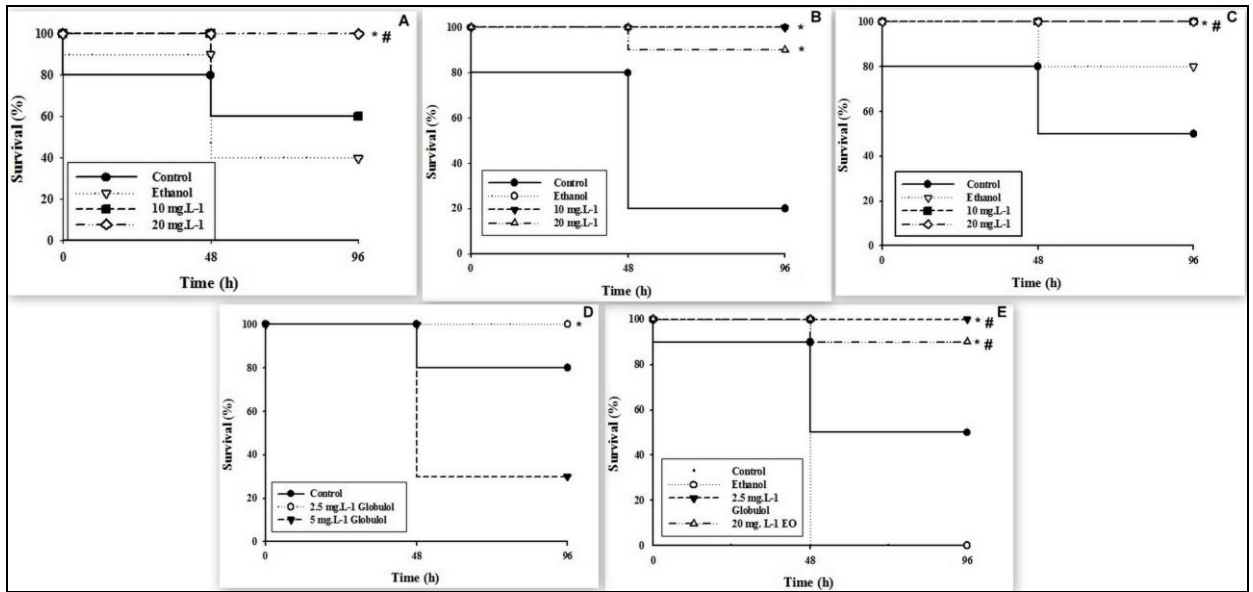 A
100
80
60
40
20
0
Survival (%)
Control
Ethanol
10 mg.L-1
20 mg.L-1
* #
0 48 96
Time (h)
B
100
80
60
40
20
0
Survival (%)
Control
Ethanol
10 mg.L-1
20 mg.L-1
*
*
0 48 96
Time (h)
C
100
80
60
40
20
0
Survival (%)
Control
Ethanol
10 mg.L-1
20 mg.L-1
* #
0 48 96
Time (h)
D
100
80
60
40
20
0
Survival (%)
Control
2.5 mg.L-1 Globulol
5 mg.L-1 Globulol
*
0 48 96
Time (h)
E
100
80
60
40
20
0
Survival (%)
Control
Ethanol
2.5 mg.L-1
Globulol
20 mg. L-1 EO
* #
* #
0 48 96
Time (h)